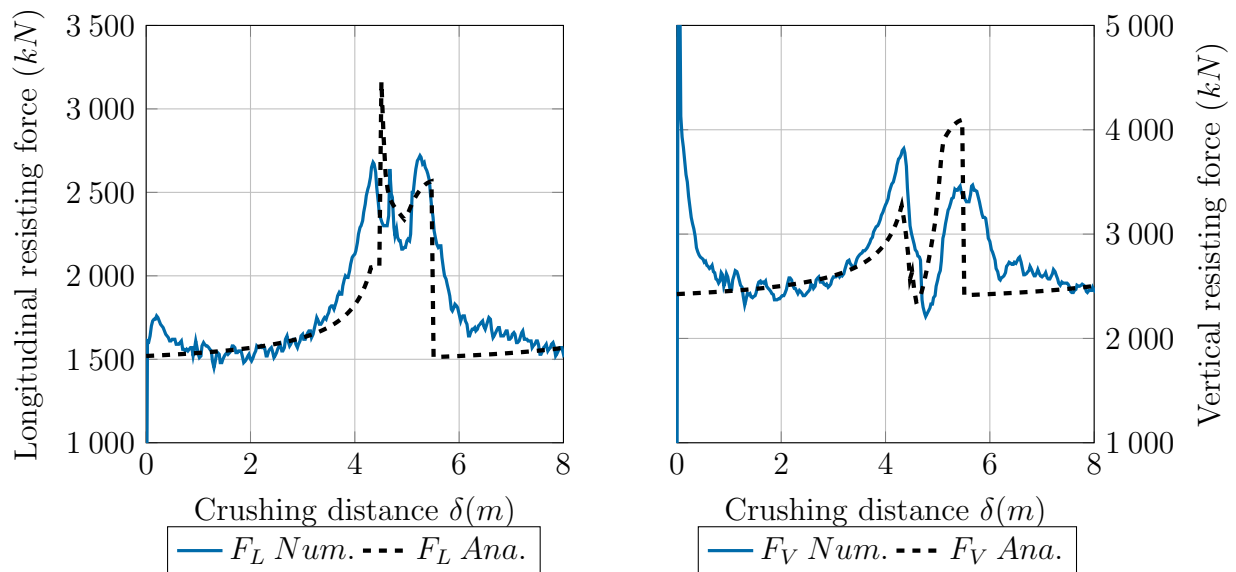 Longitudinal resisting force (kN)
3 500
3 000
2 500
2 000
1 500
1 000
0 2 4 6 8
Crushing distance δ(m)
F_L Num. F_L Ana.
5 000
4 000
3 000
2 000
1 000
Vertical resisting force (kN)
0 2 4 6 8
Crushing distance δ(m)
F_V Num. F_V Ana.